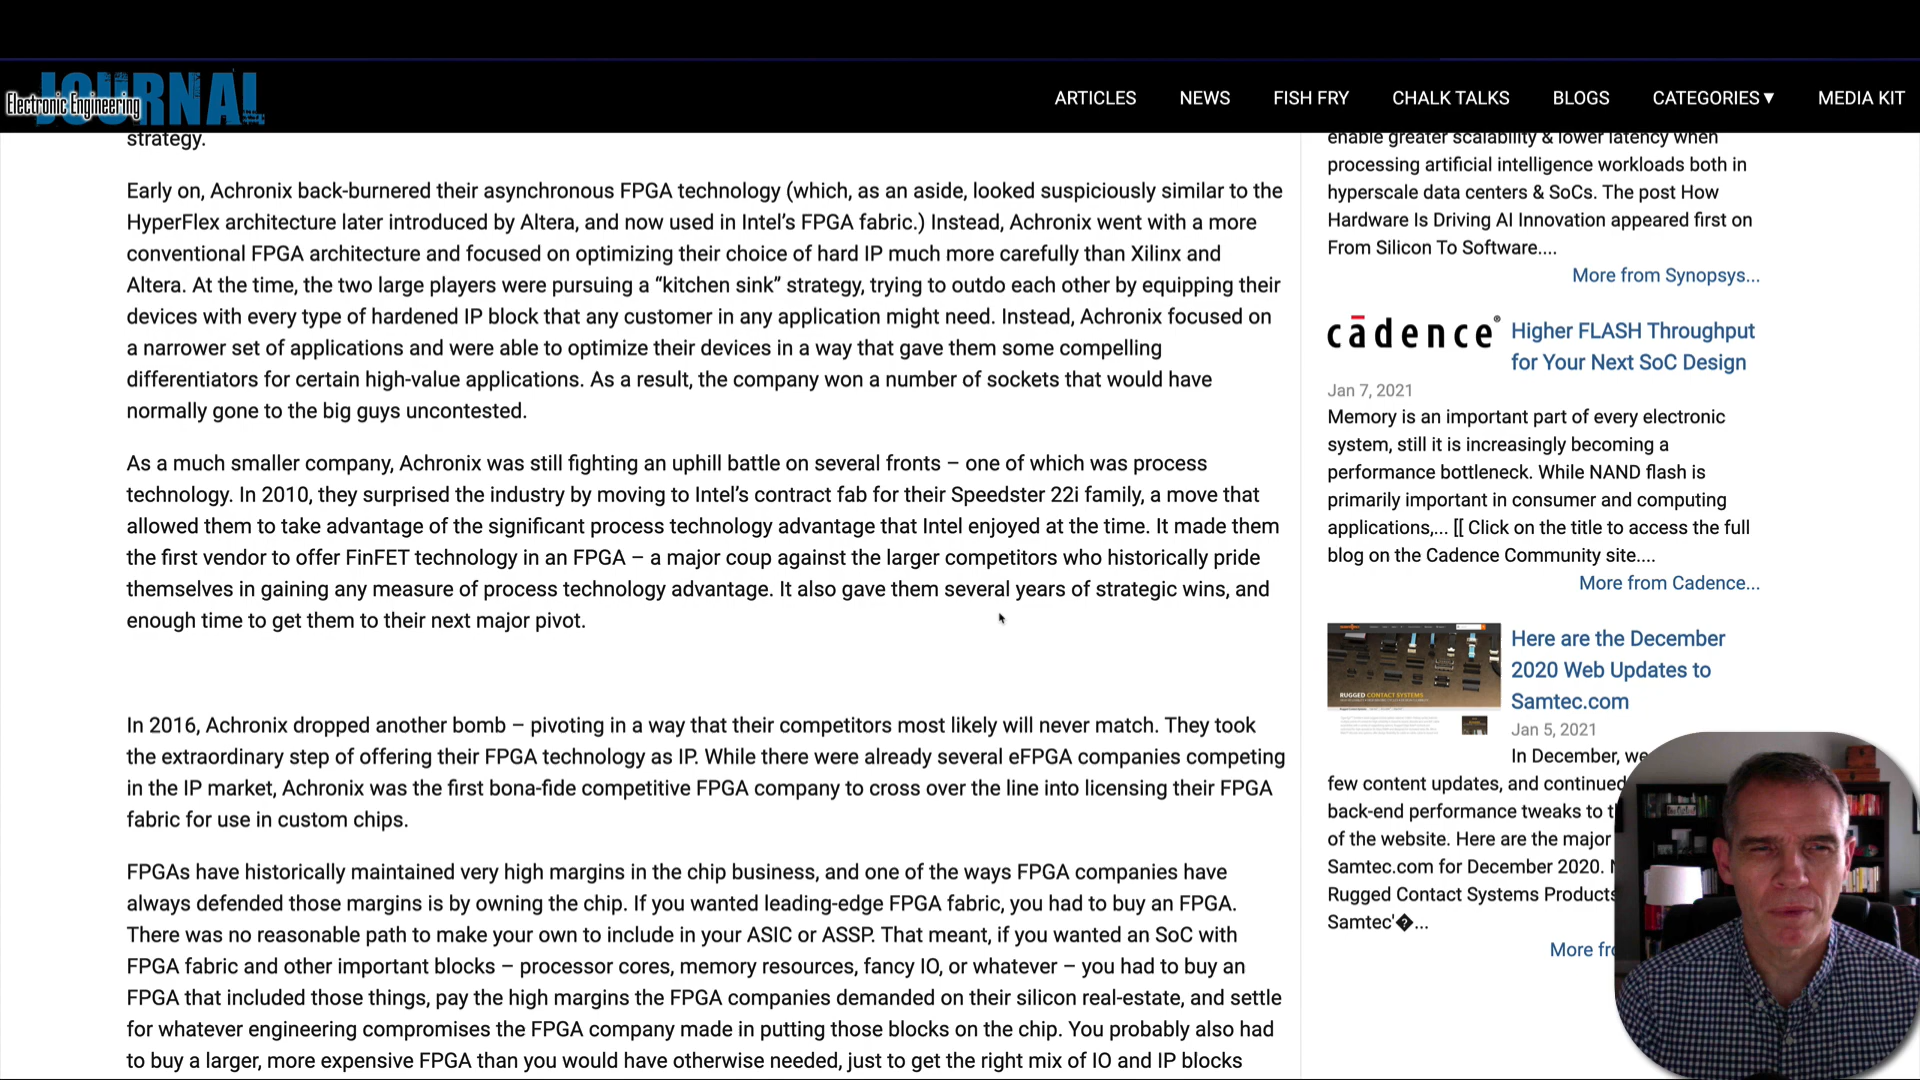 JOURNAL
Electronic Engineering
ARTICLES NEWS FISH FRY CHALK TALKS BLOGS CATEGORIES▼ MEDIA KIT
strategy.
Early on, Achronix back-burnered their asynchronous FPGA technology (which, as an aside, looked suspiciously similar to the
HyperFlex architecture later introduced by Altera, and now used in Intel’s FPGA fabric.) Instead, Achronix went with a more
conventional FPGA architecture and focused on optimizing their choice of hard IP much more carefully than Xilinx and
Altera. At the time, the two large players were pursuing a “kitchen sink” strategy, trying to outdo each other by equipping their
devices with every type of hardened IP block that any customer in any application might need. Instead, Achronix focused on
a narrower set of applications and were able to optimize their devices in a way that gave them some compelling
differentiators for certain high-value applications. As a result, the company won a number of sockets that would have
normally gone to the big guys uncontested.
As a much smaller company, Achronix was still fighting an uphill battle on several fronts – one of which was process
technology. In 2010, they surprised the industry by moving to Intel’s contract fab for their Speedster 22i family, a move that
allowed them to take advantage of the significant process technology advantage that Intel enjoyed at the time. It made them
the first vendor to offer FinFET technology in an FPGA – a major coup against the larger competitors who historically pride
themselves in gaining any measure of process technology advantage. It also gave them several years of strategic wins, and
enough time to get them to their next major pivot.
In 2016, Achronix dropped another bomb – pivoting in a way that their competitors most likely will never match. They took
the extraordinary step of offering their FPGA technology as IP. While there were already several eFPGA companies competing
in the IP market, Achronix was the first bona-fide competitive FPGA company to cross over the line into licensing their FPGA
fabric for use in custom chips.
FPGAs have historically maintained very high margins in the chip business, and one of the ways FPGA companies have
always defended those margins is by owning the chip. If you wanted leading-edge FPGA fabric, you had to buy an FPGA.
There was no reasonable path to make your own to include in your ASIC or ASSP. That meant, if you wanted an SoC with
FPGA fabric and other important blocks – processor cores, memory resources, fancy IO, or whatever – you had to buy an
FPGA that included those things, pay the high margins the FPGA companies demanded on their silicon real-estate, and settle
for whatever engineering compromises the FPGA company made in putting those blocks on the chip. You probably also had
to buy a larger, more expensive FPGA than you would have otherwise needed, just to get the right mix of IO and IP blocks
enable greater scalability & lower latency when
processing artificial intelligence workloads both in
hyperscale data centers & SoCs. The post How
Hardware Is Driving AI Innovation appeared first on
From Silicon To Software....
More from Synopsys...
cādence®
Higher FLASH Throughput
for Your Next SoC Design
Jan 7, 2021
Memory is an important part of every electronic
system, still it is increasingly becoming a
performance bottleneck. While NAND flash is
primarily important in consumer and computing
applications,... [[ Click on the title to access the full
blog on the Cadence Community site....
More from Cadence...
RUGGED CONTACT SYSTEMS
Here are the December
2020 Web Updates to
Samtec.com
Jan 5, 2021
In December, we
few content updates, and continued
back-end performance tweaks to t
of the website. Here are the major
Samtec.com for December 2020.
Rugged Contact Systems Products
Samtec'�...
More fro